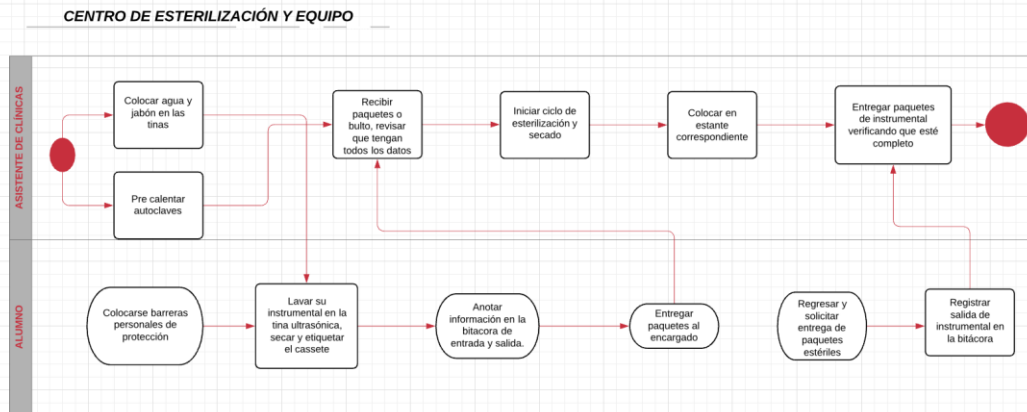 CENTRO DE ESTERILIZACIÓN Y EQUIPO
ASISTENTE DE CLÍNICAS
Colocar agua y
jabón en las
tinas
Pre calentar
autoclaves
Recibir
paquetes o
bulto, revisar
que tengan
todos los datos
Iniciar ciclo de
esterilización y
secado
Colocar en
estante
correspondiente
Entregar paquetes
de instrumental
verificando que esté
completo
ALUMNO
Colocarse barreras
personales de
protección
Lavar su
instrumental en la
tina ultrasónica,
secar y etiquetar
el cassete
Anotar
información en la
bitacora de
entrada y salida.
Entregar
paquetes al
encargado
Regresar y
solicitar
entrega de
paquetes
estériles
Registrar
salida de
instrumental en
la bitácora